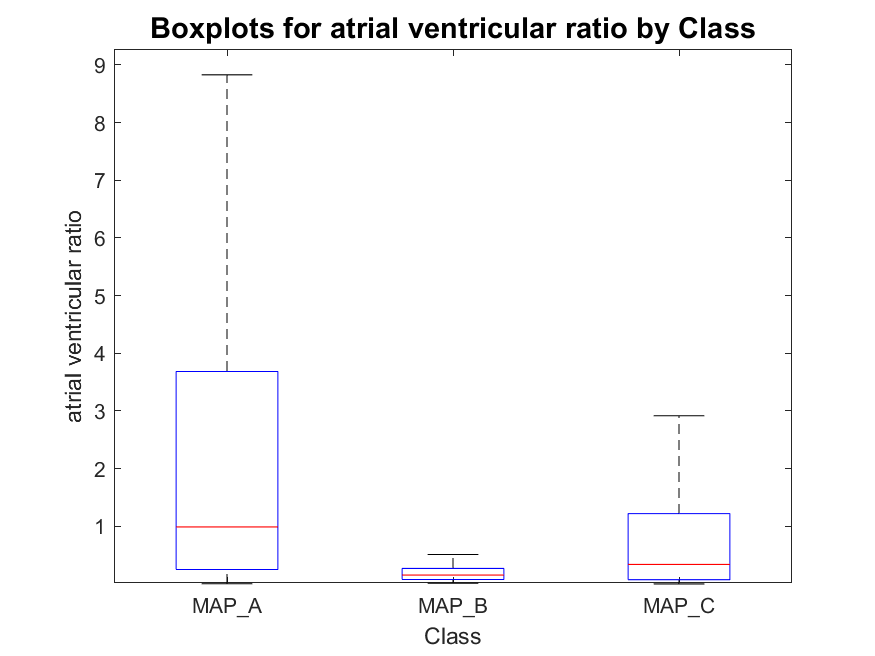 Boxplots for atrial ventricular ratio by Class
9
8
7
6
5
4
3
2
1
atrial ventricular ratio
MAP_A MAP_B MAP_C
Class